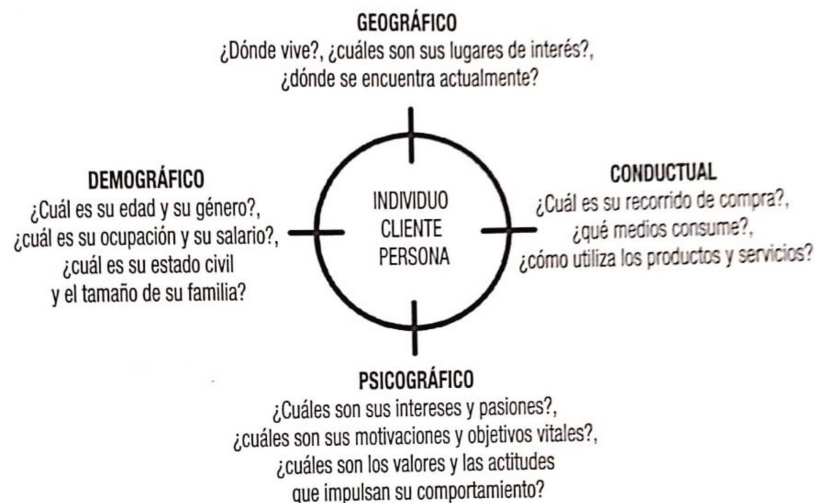 GEOGRÁFICO
¿Dónde vive?, ¿cuáles son sus lugares de interés?,
¿dónde se encuentra actualmente?
DEMOGRÁFICO
¿Cuál es su edad y su género?,
¿cuál es su ocupación y su salario?,
¿cuál es su estado civil
y el tamaño de su familia?
INDIVIDUO
CLIENTE
PERSONA
CONDUCTUAL
¿Cuál es su recorrido de compra?,
¿qué medios consume?,
¿cómo utiliza los productos y servicios?
PSICOGRÁFICO
¿Cuáles son sus intereses y pasiones?,
¿cuáles son sus motivaciones y objetivos vitales?,
¿cuáles son los valores y las actitudes
que impulsan su comportamiento?